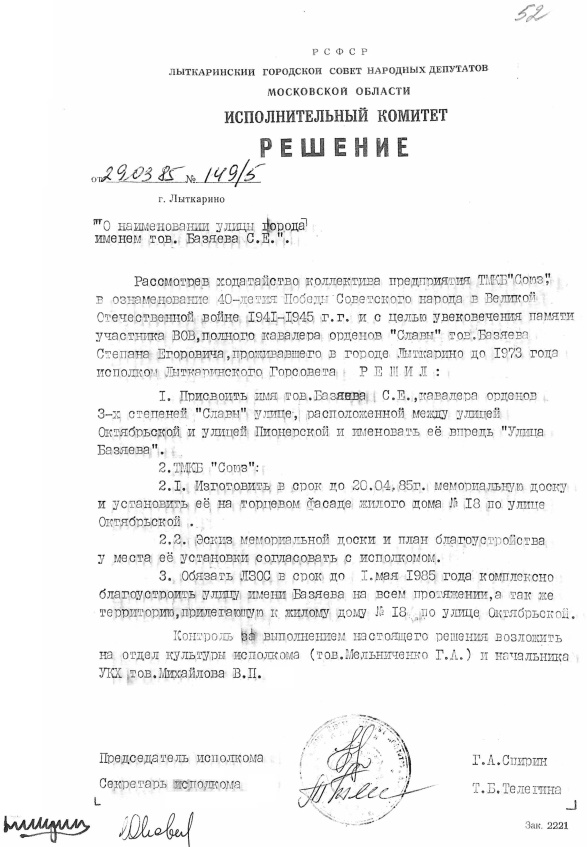 52
РСФСР
ЛЫТКАРИНСКИЙ ГОРОДСКОЙ СОВЕТ НАРОДНЫХ ДЕПУТАТОВ
МОСКОВСКОЙ ОБЛАСТИ
ИСПОЛНИТЕЛЬНЫЙ КОМИТЕТ
РЕШЕНИЕ
от 29.03.85 № 149/5
г. Лыткарино
"О наименовании улицы города
именем тов. Базяева С.Е.".
Рассмотрев ходатайство коллектива предприятия ТМКБ"Союз",
в ознаменование 40-летия Победы Советского народа в Великой
Отечественной войне 1941-1945 г.г. и с целью увековечения памяти
участника ВОВ,полного кавалера орденов "Славы" тов.Базяева
Степана Егоровича,проживавшего в городе Лыткарино до 1973 года
исполком Лыткаринского Горсовета Р Е Ш И Л :
I. Присвоить имя тов.Базяева С.Е.,кавалера орденов
3-х степеней "Славы" улице, расположенной между улицей
Октябрьской и улицей Пионерской и именовать её впредь "Улица
Базяева".
2.ТМКБ "Союз":
2.I. Изготовить в срок до 20.04.85г. мемориальную доску
и установить её на торцевом фасаде жилого дома № 18 по улице
Октябрьской .
2.2. Эскиз мемориальной доски и план благоустройства
у места её установки согласовать с исполкомом.
3. Обязать ЛЗОС в срок до I.мая 1985 года комплексно
благоустроить улицу имени Базяева на всем протяжении,а так же
территорию,прилегающую к жилому дому № 18 по улице Октябрьской.
Контроль за выполнением настоящего решения возложить
на отдел культуры исполкома (тов.Мельниченко Г.А.) и начальника
УКХ тов.Михайлова В.П.
Председатель исполкома Г.А.Спирин
Секретарь исполкома Т.Б.Телегина
Зак. 2221